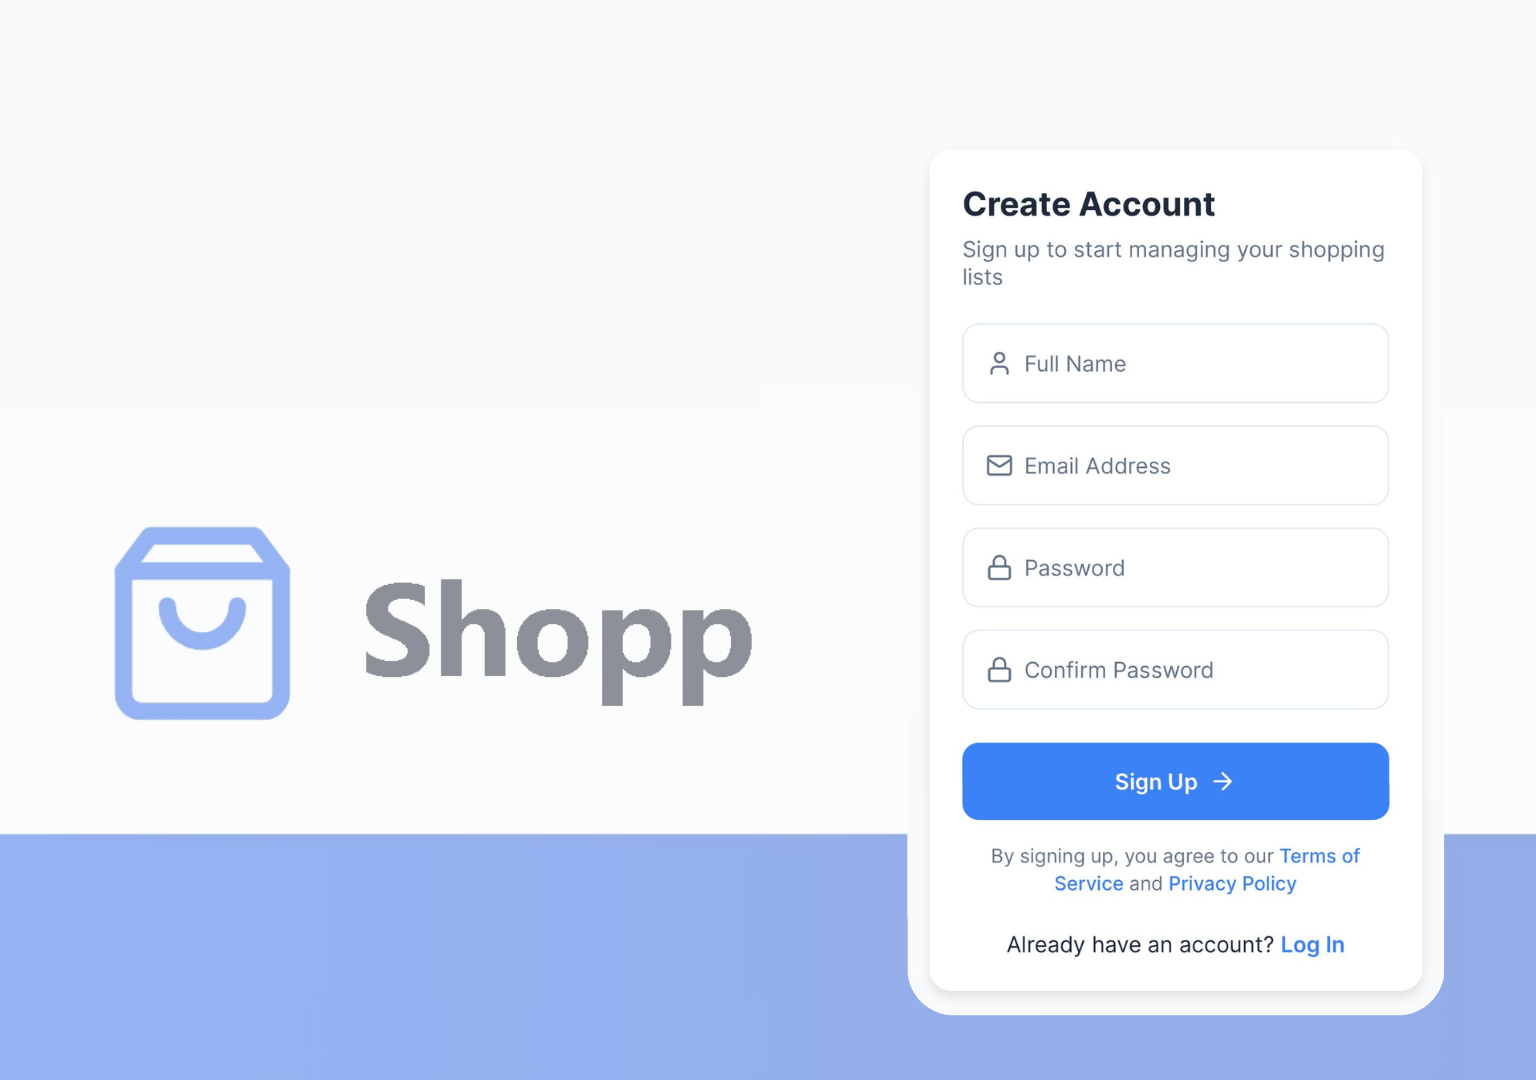 Shopp
Create Account
Sign up to start managing your shopping
lists
Full Name
Email Address
Password
Confirm Password
Sign Up →
By signing up, you agree to our Terms of
Service and Privacy Policy
Already have an account? Log In